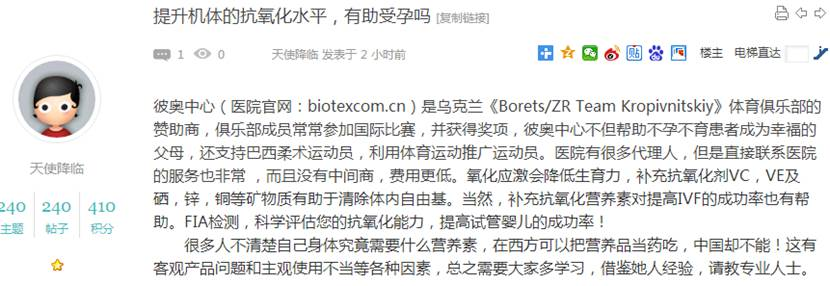 提升机体的抗氧化水平，有助受孕吗 [复制链接]
1 0 天使降临 发表于 2 小时前 楼主 电梯直达
彼奥中心（医院官网：biotexcom.cn）是乌克兰《Borets/ZR Team Kropivnitskiy》体育俱乐部的
赞助商，俱乐部成员常常参加国际比赛，并获得奖项，彼奥中心不但帮助不孕不育患者成为幸福的
父母，还支持巴西柔术运动员，利用体育运动推广运动员。医院有很多代理人，但是直接联系医院
的服务也非常 ，而且没有中间商，费用更低。氧化应激会降低生育力，补充抗氧化剂VC，VE及
硒，锌，铜等矿物质有助于清除体内自由基。当然，补充抗氧化营养素对提高IVF的成功率也有帮
助。FIA检测，科学评估您的抗氧化能力，提高试管婴儿的成功率！
很多人不清楚自己身体究竟需要什么营养素，在西方可以把营养品当药吃，中国却不能！这有
客观产品问题和主观使用不当等各种因素，总之需要大家多学习，借鉴她人经验，请教专业人士。
天使降临
240 240 410
主题 帖子 积分